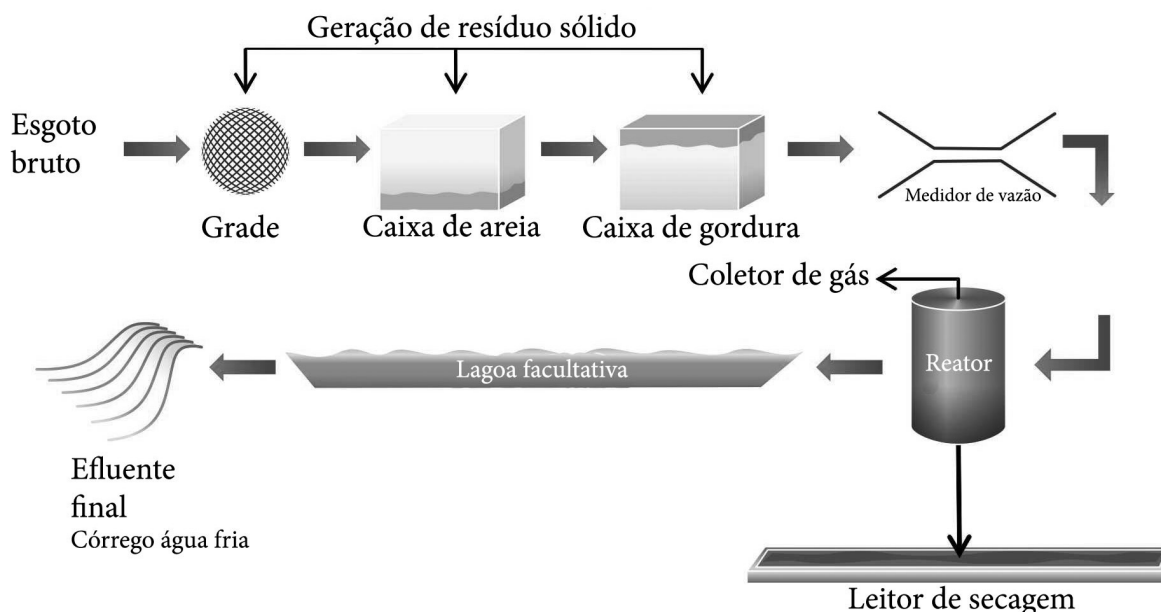 Geração de resíduo sólido
Esgoto
bruto
Grade
Caixa de areia
Caixa de gordura
Medidor de vazão
Coletor de gás
Reator
Lagoa facultativa
Efluente
final
Córrego água fria
Leitor de secagem